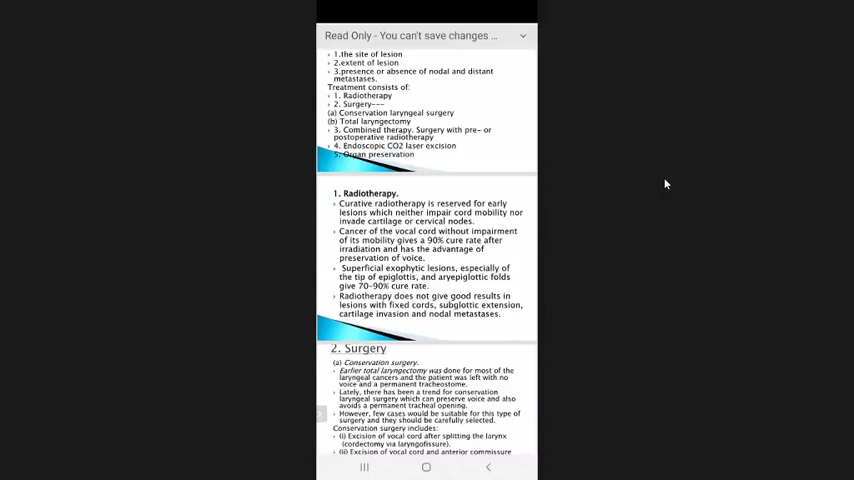 Read Only - You can't save changes ...
1.the site of lesion
2.extent of lesion
3.presence or absence of nodal and distant
metastases.
Treatment consists of:
1. Radiotherapy
2. Surgery---
(a) Conservation laryngeal surgery
(b) Total laryngectomy
3. Combined therapy. Surgery with pre- or
postoperative radiotherapy
4. Endoscopic CO2 laser excision
5. Organ preservation
1. Radiotherapy.
Curative radiotherapy is reserved for early
lesions which neither impair cord mobility nor
invade cartilage or cervical nodes.
Cancer of the vocal cord without impairment
of its mobility gives a 90% cure rate after
irradiation and has the advantage of
preservation of voice.
Superficial exophytic lesions, especially of
the tip of epiglottis, and aryepiglottic folds
give 70-90% cure rate.
Radiotherapy does not give good results in
lesions with fixed cords, subglottic extension,
cartilage invasion and nodal metastases.
2. Surgery
(a) Conservation surgery.
Earlier total laryngectomy was done for most of the
laryngeal cancers and the patient was left with no
voice and a permanent tracheostome.
Lately, there has been a trend for conservation
laryngeal surgery which can preserve voice and also
avoids a permanent tracheal opening.
However, few cases would be suitable for this type of
surgery and they should be carefully selected.
Conservation surgery includes:
(i) Excision of vocal cord after splitting the larynx
(cordectomy via laryngofissure).
(ii) Excision of vocal cord and anterior commissure